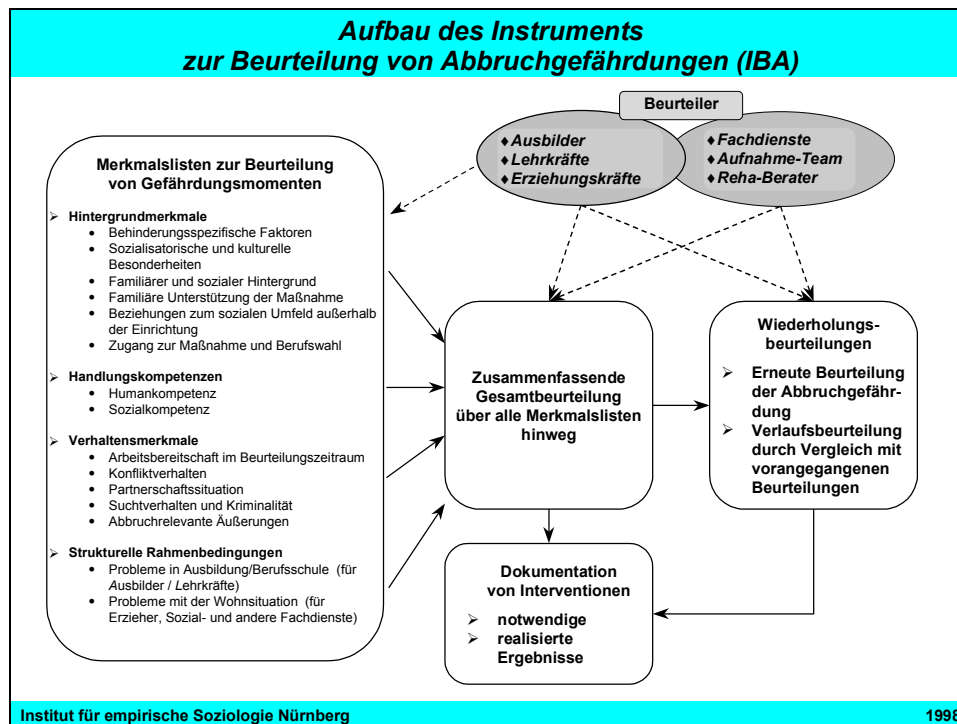 Aufbau des Instruments
zur Beurteilung von Abbruchgefährdungen (IBA)
Beurteiler
♦ Ausbilder
♦ Lehrkräfte
♦ Erziehungskräfte
♦ Fachdienste
♦ Aufnahme-Team
♦ Reha-Berater
Merkmalslisten zur Beurteilung
von Gefährdungsmomenten
➢ Hintergrundmerkmale
• Behinderungsspezifische Faktoren
• Sozialisatorische und kulturelle
Besonderheiten
• Familiärer und sozialer Hintergrund
• Familiäre Unterstützung der Maßnahme
• Beziehungen zum sozialen Umfeld außerhalb
der Einrichtung
• Zugang zur Maßnahme und Berufswahl
➢ Handlungskompetenzen
• Humankompetenz
• Sozialkompetenz
➢ Verhaltensmerkmale
• Arbeitsbereitschaft im Beurteilungszeitraum
• Konfliktverhalten
• Partnerschaftssituation
• Suchtverhalten und Kriminalität
• Abbruchrelevante Äußerungen
➢ Strukturelle Rahmenbedingungen
• Probleme in Ausbildung/Berufsschule (für
Ausbilder / Lehrkräfte)
• Probleme mit der Wohnsituation (für
Erzieher, Sozial- und andere Fachdienste)
Zusammenfassende
Gesamtbeurteilung
über alle Merkmalslisten
hinweg
Wiederholungs-
beurteilungen
➢ Erneute Beurteilung
der Abbruchgefähr-
dung
➢ Verlaufsbeurteilung
durch Vergleich mit
vorangegangenen
Beurteilungen
Dokumentation
von Interventionen
➢ notwendige
➢ realisierte
Ergebnisse
Institut für empirische Soziologie Nürnberg
1998